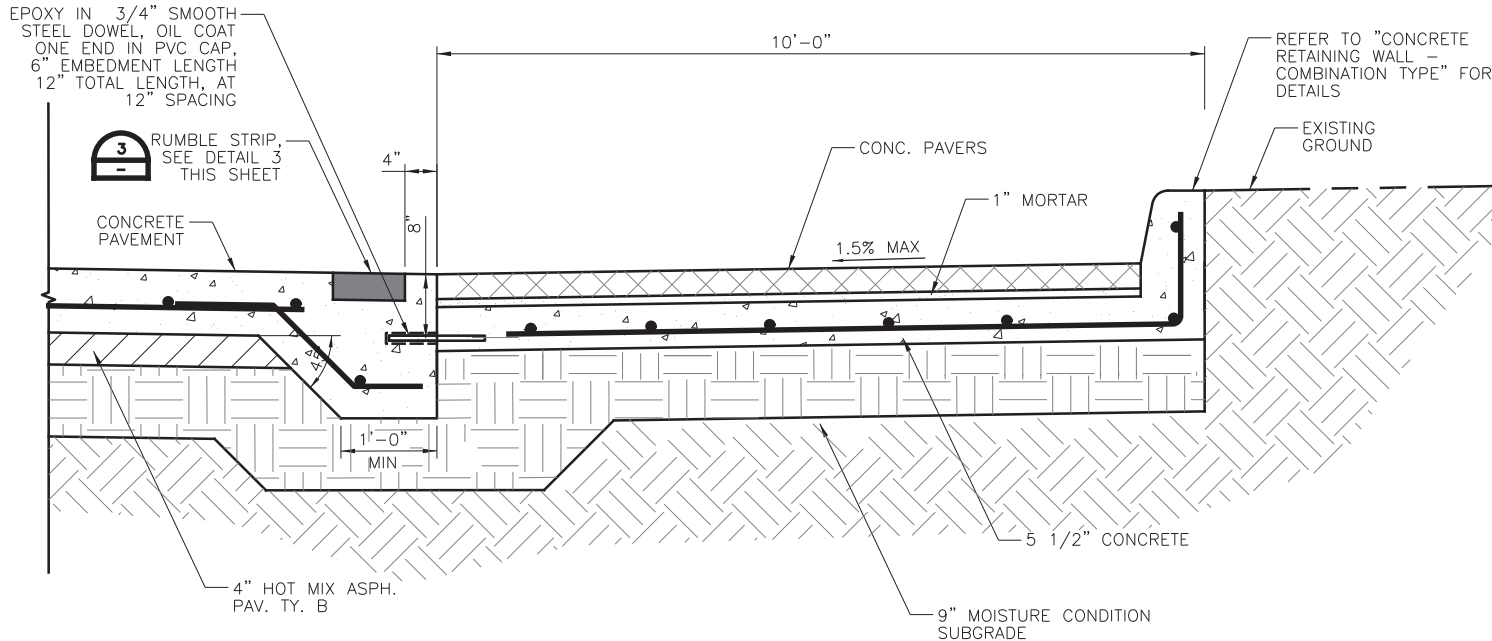 EPOXY IN 3/4" SMOOTH
STEEL DOWEL, OIL COAT
ONE END IN PVC CAP,
6" EMBEDMENT LENGTH
12" TOTAL LENGTH, AT
12" SPACING
3
-
RUMBLE STRIP,
SEE DETAIL 3
THIS SHEET
CONCRETE
PAVEMENT
4"
8"
10'-0"
CONC. PAVERS
1" MORTAR
1.5% MAX
REFER TO "CONCRETE
RETAINING WALL –
COMBINATION TYPE" FOR
DETAILS
EXISTING
GROUND
1'-0"
MIN
4" HOT MIX ASPH.
PAV. TY. B
5 1/2" CONCRETE
9" MOISTURE CONDITION
SUBGRADE